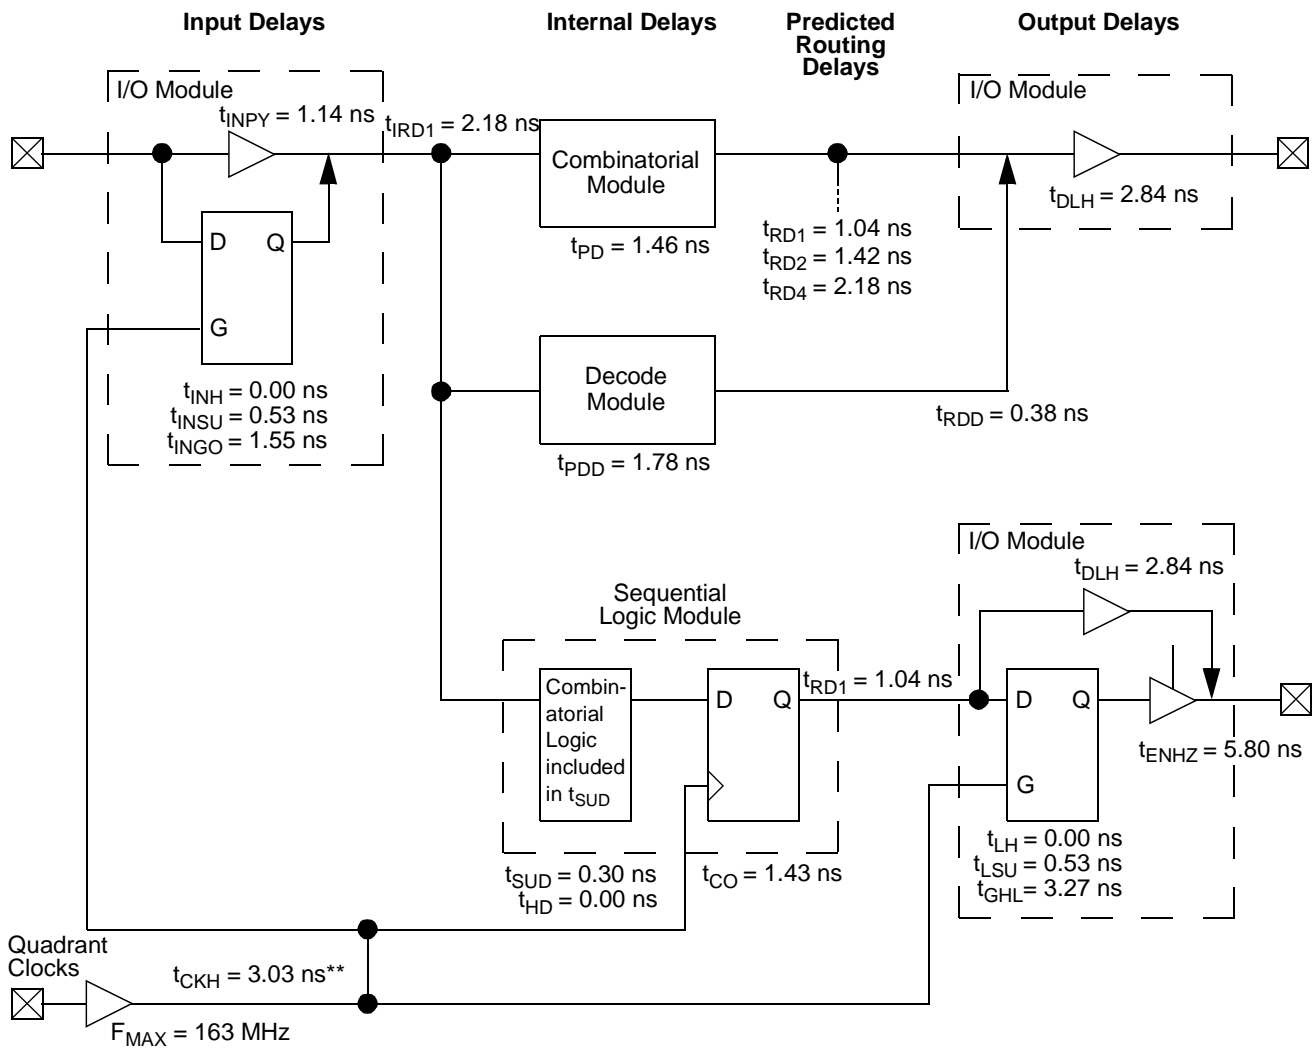 Input Delays
Internal Delays
Predicted
Routing
Delays
Output Delays
I/O Module
tINPY = 1.14 ns
tIRD1 = 2.18 ns
Combinatorial
Module
I/O Module
tDLH = 2.84 ns
D Q
G
tPD = 1.46 ns
tRD1 = 1.04 ns
tRD2 = 1.42 ns
tRD4 = 2.18 ns
tINH = 0.00 ns
tINSU = 0.53 ns
tINGO = 1.55 ns
Decode
Module
tPDD = 1.78 ns
tRDD = 0.38 ns
Sequential
Logic Module
Combin-
atorial
Logic
included
in tSUD
D Q
tRD1 = 1.04 ns
I/O Module
tDLH = 2.84 ns
D Q
G
tENHZ = 5.80 ns
tSUD = 0.30 ns
tHD = 0.00 ns
tCO = 1.43 ns
tLH = 0.00 ns
tLSU = 0.53 ns
tGHL= 3.27 ns
Quadrant
Clocks
tCKH = 3.03 ns**
FMAX = 163 MHz